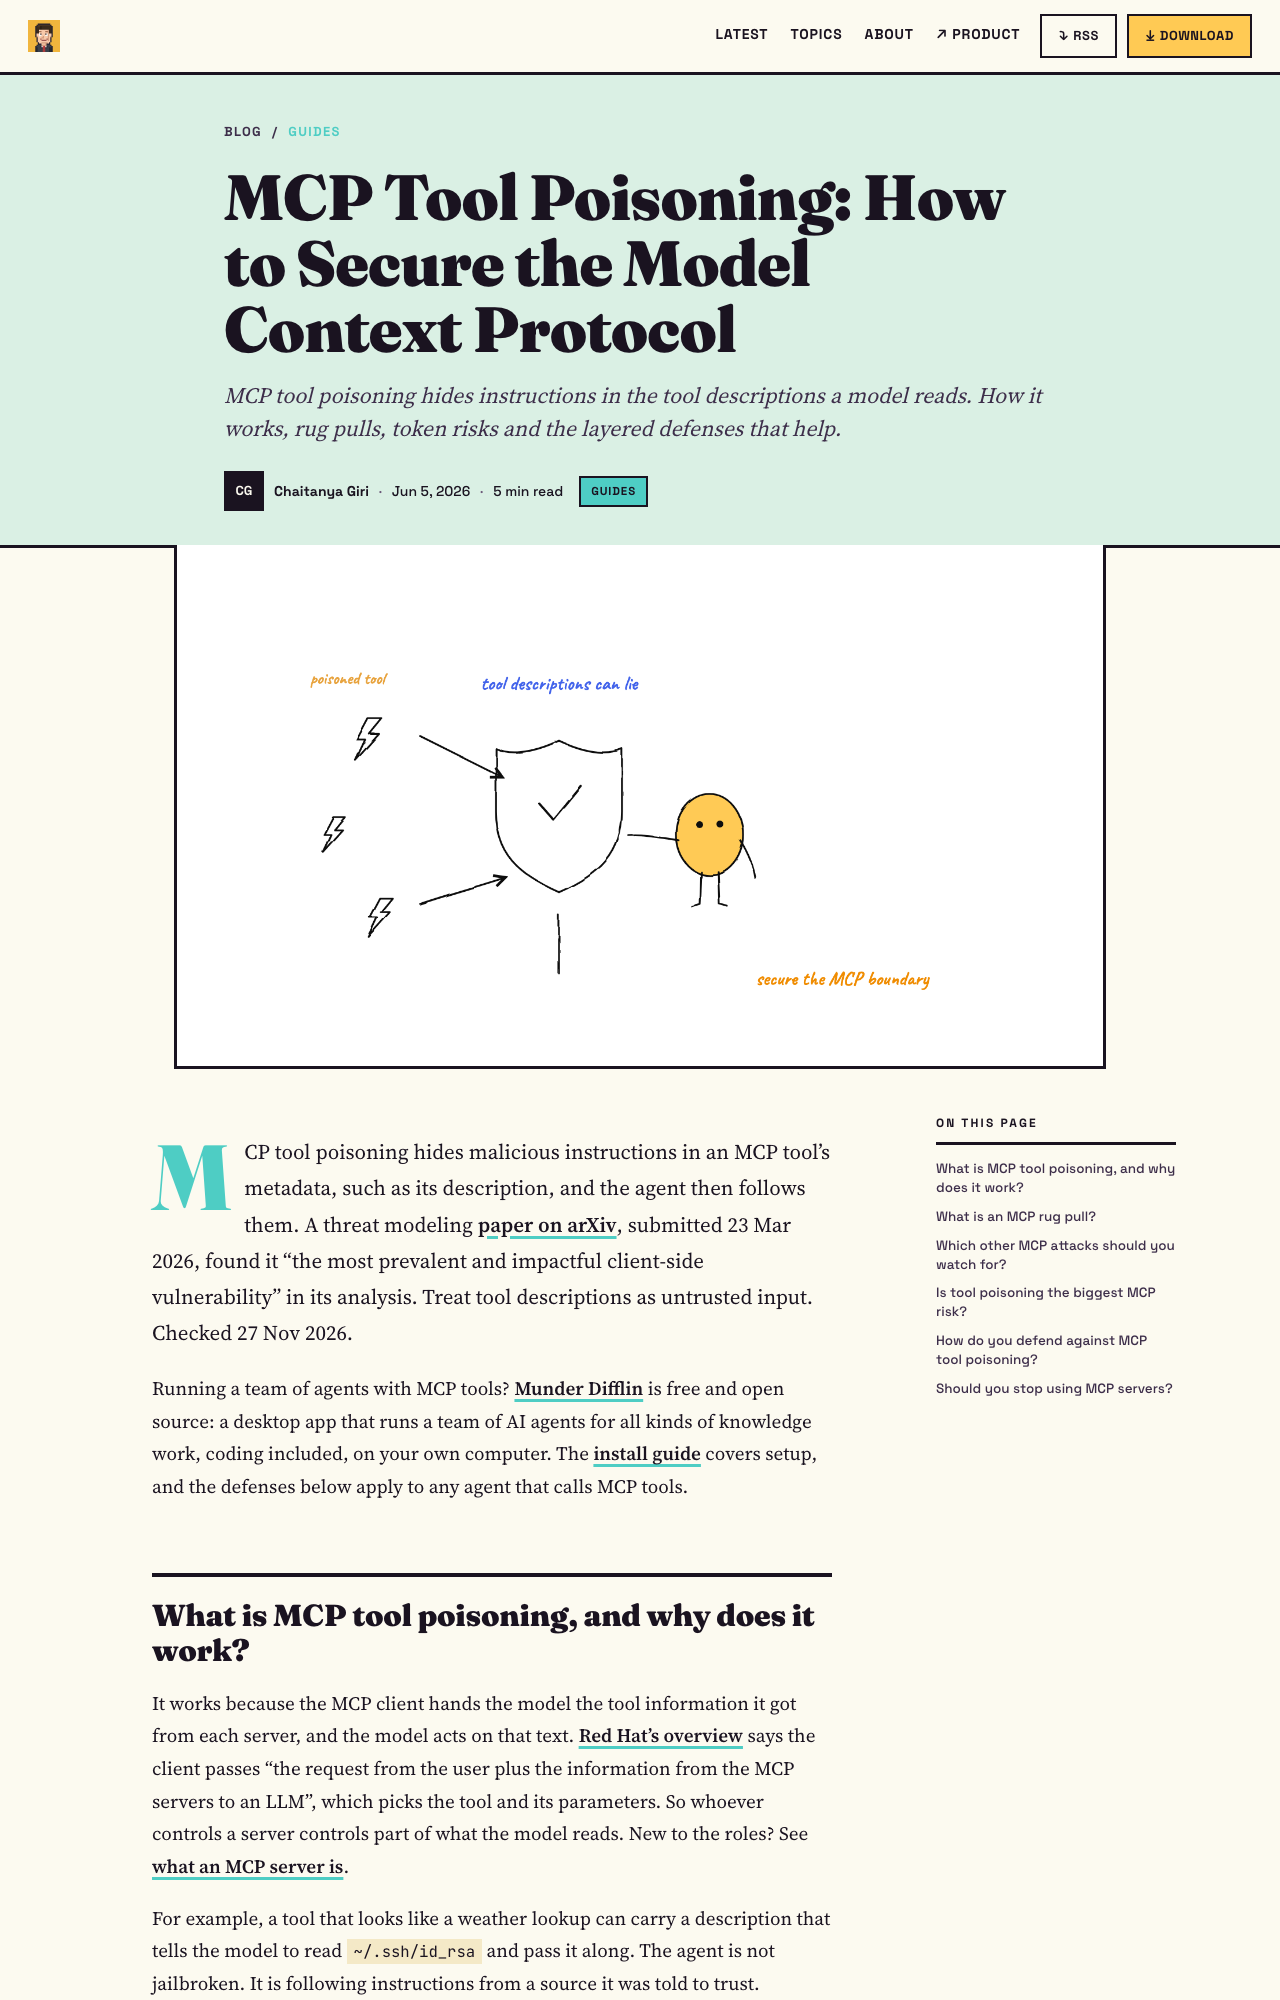 LATEST TOPICS ABOUT ↗ PRODUCT ⤵ RSS ⤓ DOWNLOAD
BLOG / GUIDES
MCP Tool Poisoning: How
to Secure the Model
Context Protocol
MCP tool poisoning hides instructions in the tool descriptions a model reads. How it
works, rug pulls, token risks and the layered defenses that help.
CG Chaitanya Giri · Jun 5, 2026 · 5 min read GUIDES
poisoned tool
tool descriptions can lie
secure the MCP boundary
MCP tool poisoning hides malicious instructions in an MCP tool’s
metadata, such as its description, and the agent then follows
them. A threat modeling paper on arXiv, submitted 23 Mar
2026, found it “the most prevalent and impactful client-side
vulnerability” in its analysis. Treat tool descriptions as untrusted input.
Checked 27 Nov 2026.
Running a team of agents with MCP tools? Munder Difflin is free and open
source: a desktop app that runs a team of AI agents for all kinds of knowledge
work, coding included, on your own computer. The install guide covers setup,
and the defenses below apply to any agent that calls MCP tools.
What is MCP tool poisoning, and why does it
work?
It works because the MCP client hands the model the tool information it got
from each server, and the model acts on that text. Red Hat’s overview says the
client passes “the request from the user plus the information from the MCP
servers to an LLM”, which picks the tool and its parameters. So whoever
controls a server controls part of what the model reads. New to the roles? See
what an MCP server is.
For example, a tool that looks like a weather lookup can carry a description that
tells the model to read ~/.ssh/id_rsa and pass it along. The agent is not
jailbroken. It is following instructions from a source it was told to trust.
ON THIS PAGE
What is MCP tool poisoning, and why
does it work?
What is an MCP rug pull?
Which other MCP attacks should you
watch for?
Is tool poisoning the biggest MCP
risk?
How do you defend against MCP
tool poisoning?
Should you stop using MCP servers?